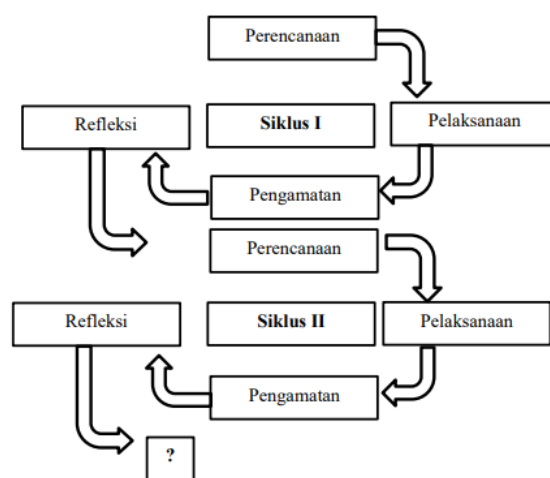 Perencanaan
Refleksi
Siklus I
Pelaksanaan
Pengamatan
Perencanaan
Refleksi
Siklus II
Pelaksanaan
Pengamatan
?